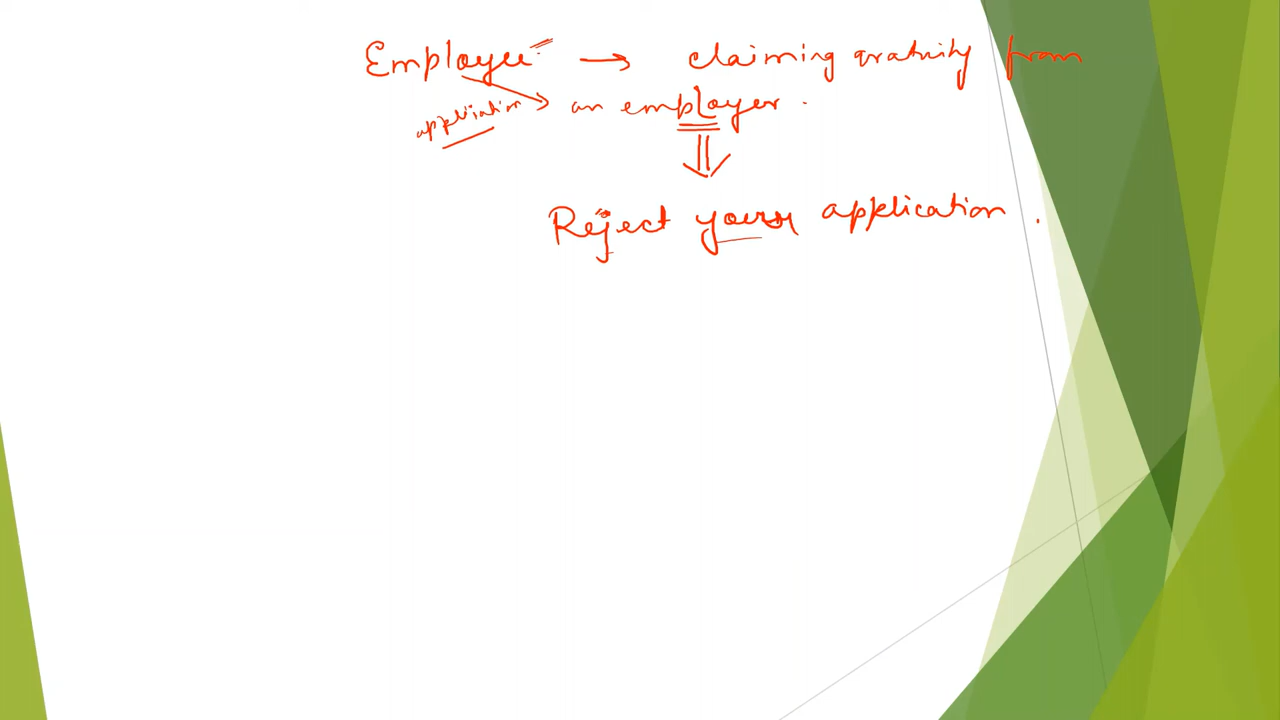 Employee → claiming gratuity from
application → an employer.
Reject your application.